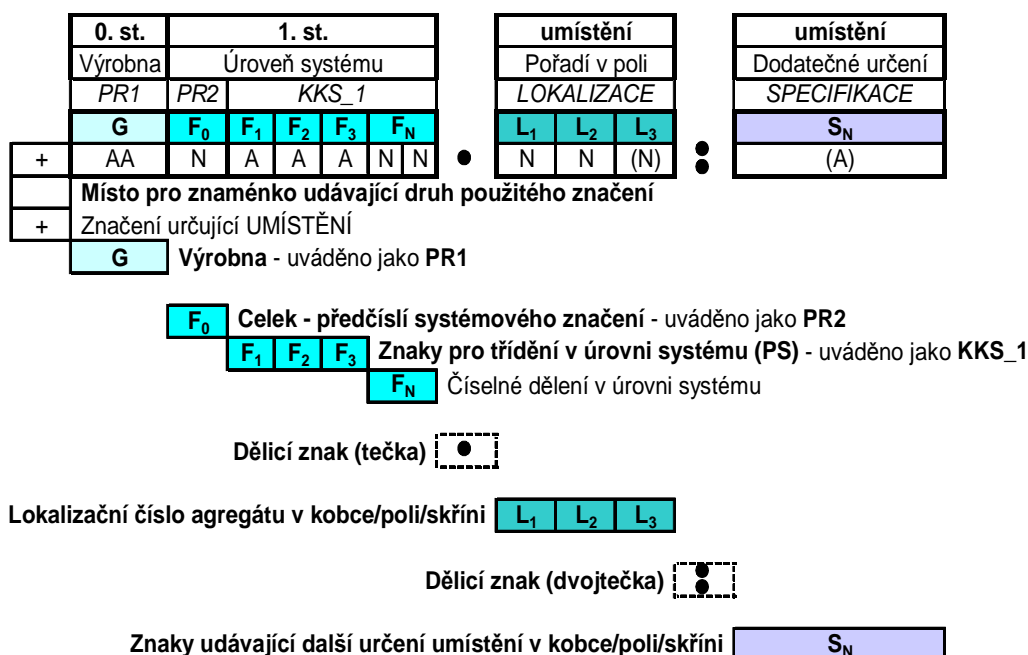 0. st. 1. st. umístění umístění
Výrobna Úroveň systému Pořadí v poli Dodatečné určení
PR1 PR2 KKS_1 LOKALIZACE SPECIFIKACE
G F0 F1 F2 F3 FN L1 L2 L3 SN
+ AA N A A A N N • N N (N) : (A)
Místo pro znaménko udávající druh použitého značení
+ Značení určující UMÍSTĚNÍ
G Výrobna - uváděno jako PR1
F0 Celek - předčíslí systémového značení - uváděno jako PR2
F1 F2 F3 Znaky pro třídění v úrovni systému (PS) - uváděno jako KKS_1
FN Číselné dělení v úrovni systému
Dělicí znak (tečka) •
Lokalizační číslo agregátu v kobce/poli/skříni L1 L2 L3
Dělicí znak (dvojtečka) :
Znaky udávající další určení umístění v kobce/poli/skříni SN